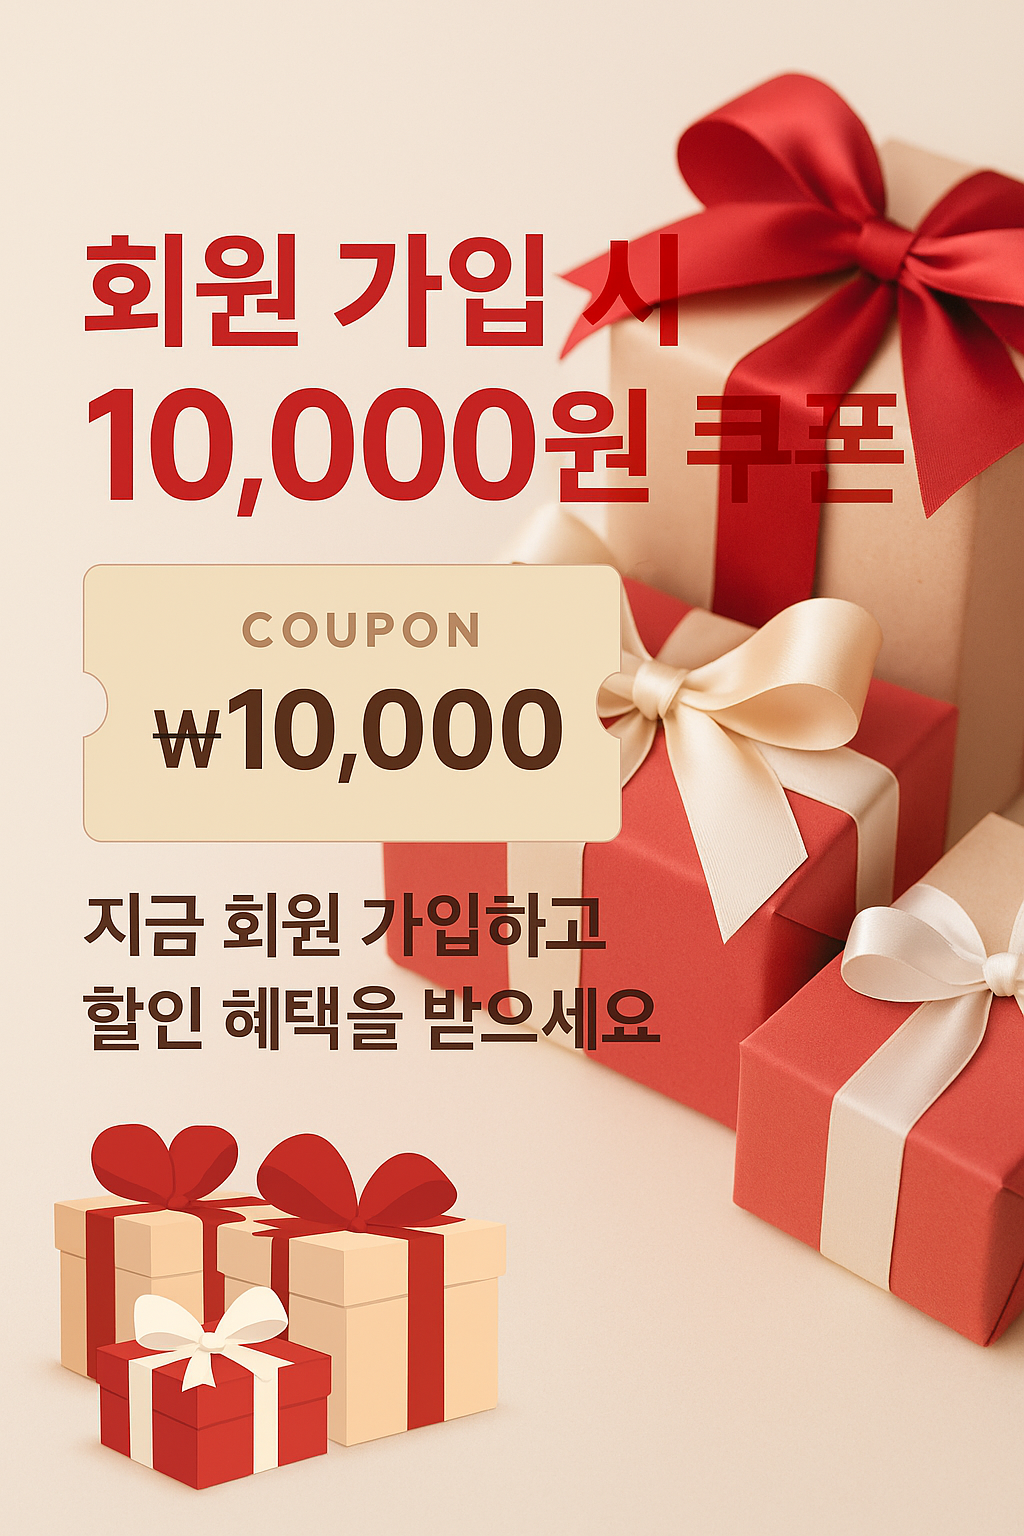 회원 가입 시
10,000원 쿠폰
COUPON
₩10,000
지금 회원 가입하고
할인 혜택을 받으세요